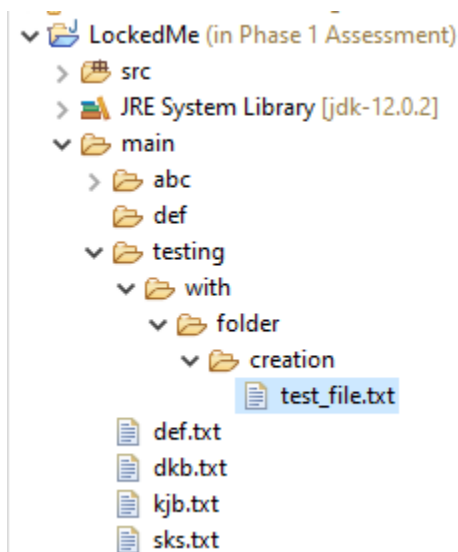 LockedMe (in Phase 1 Assessment)
src
JRE System Library [jdk-12.0.2]
main
abc
def
testing
with
folder
creation
test_file.txt
def.txt
dkb.txt
kjb.txt
sks.txt